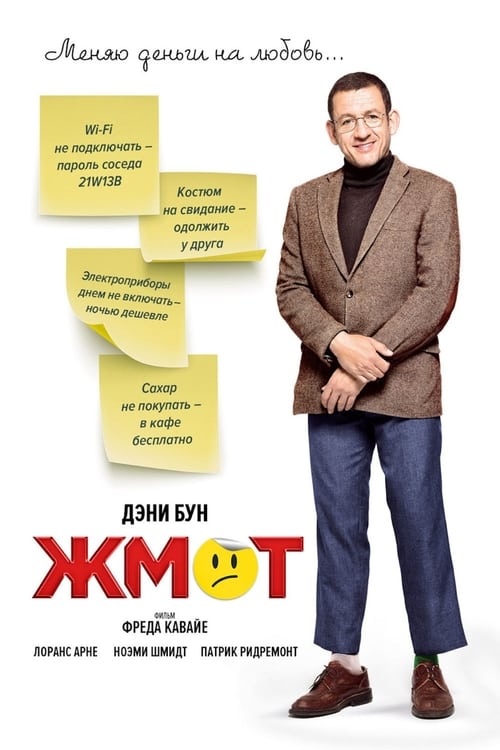 Меняю деньги на любовь...
Wi-Fi
не подключать –
пароль соседа
21W13B
Костюм
на свидание –
одолжить
у друга
Электроприборы
днем не включать –
ночью дешевле
Сахар
не покупать –
в кафе
бесплатно
ДЭНИ БУН
ЖМОТ
ФИЛЬМ
ФРЕДА КАВАЙЕ
ЛОРАНС АРНЕ НОЭМИ ШМИДТ ПАТРИК РИДРЕМОНТ